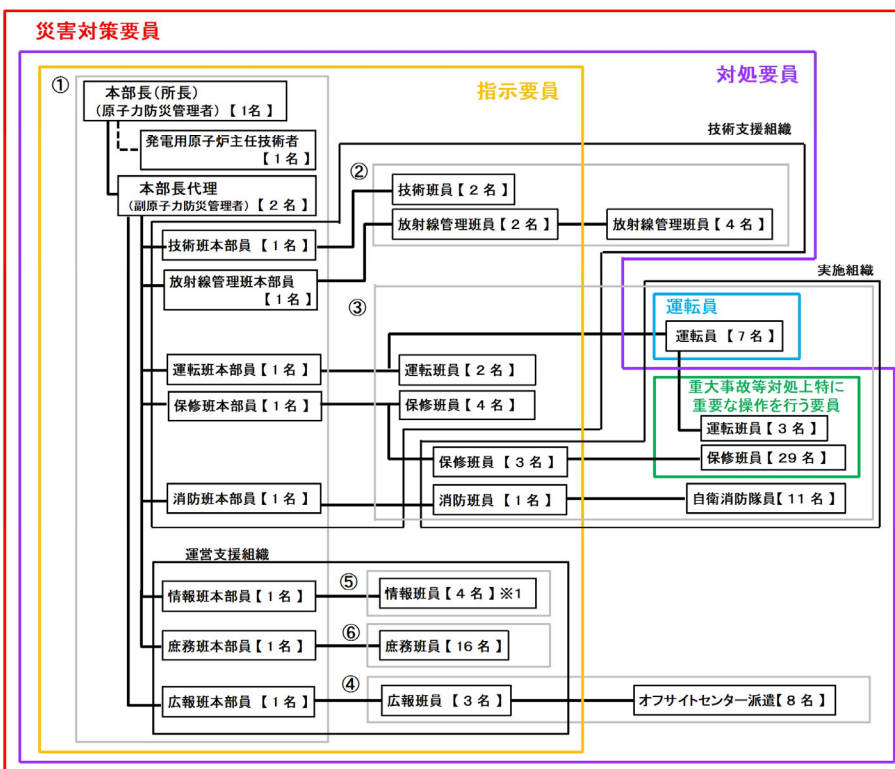 災害対策要員
対処要員
指示要員
①
本部長(所長)
(原子力防災管理者)【 1名 】
技術支援組織
発電用原子炉主任技術者
【 1 名 】
②
本部長代理
(副原子力防災管理者)【 2 名 】
技術班員【 2 名 】
放射線管理班員【 2 名 】
放射線管理班員【 4 名 】
技術班本部員【 1 名 】
放射線管理班本部員
【 1 名 】
実施組織
③
運転員
運転員 【 7 名 】
運転班本部員【 1 名 】
運転班員【 2 名 】
重大事故等対処上特に
重要な操作を行う要員
保修班本部員【 1 名 】
保修班員【 4 名 】
運転班員【 3 名 】
保修班員【 3 名 】
保修班員【 29 名 】
消防班本部員【 1 名 】
消防班員【 1 名 】
自衛消防隊員【 11 名 】
運営支援組織
⑤
情報班本部員【 1 名 】
情報班員【 4 名 】※1
⑥
庶務班本部員【 1 名 】
庶務班員【 16 名 】
④
広報班本部員【 1 名 】
広報班員 【 3 名 】
オフサイトセンター派遣【 8 名 】